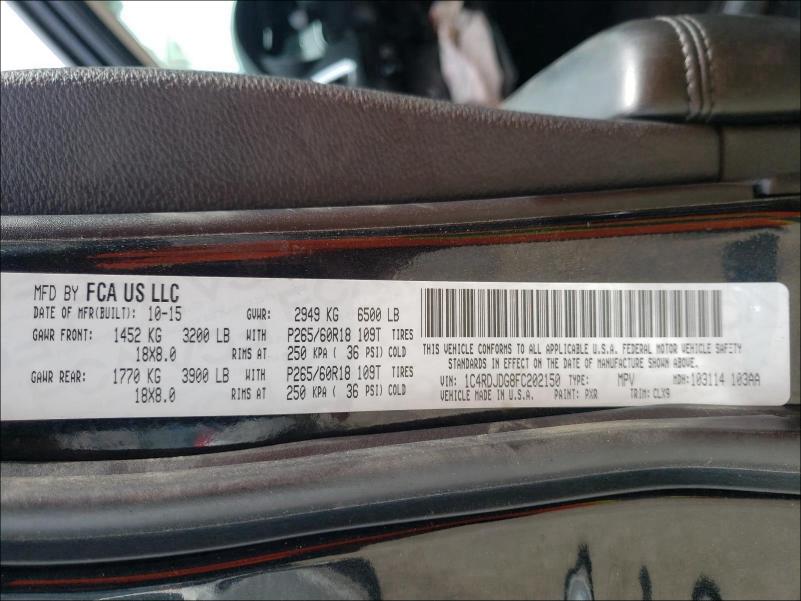 MFD BY FCA US LLC
DATE OF MFR(BUILT): 10-15 GVWR: 2949 KG 6500 LB
GAWR FRONT: 1452 KG 3200 LB WITH P265/60R18 109T TIRES
18X8.0 RIMS AT 250 KPA ( 36 PSI) COLD
GAWR REAR: 1770 KG 3900 LB WITH P265/60R18 109T TIRES
18X8.0 RIMS AT 250 KPA ( 36 PSI) COLD
THIS VEHICLE CONFORMS TO ALL APPLICABLE U.S.A. FEDERAL MOTOR VEHICLE SAFETY
STANDARDS IN EFFECT ON THE DATE OF MANUFACTURE SHOWN ABOVE.
VIN: 1C4RDJDG8FC202150 TYPE: MPV MDH: 103114 103AA
VEHICLE MADE IN U.S.A. PAINT: PXR TRIM: CLX9